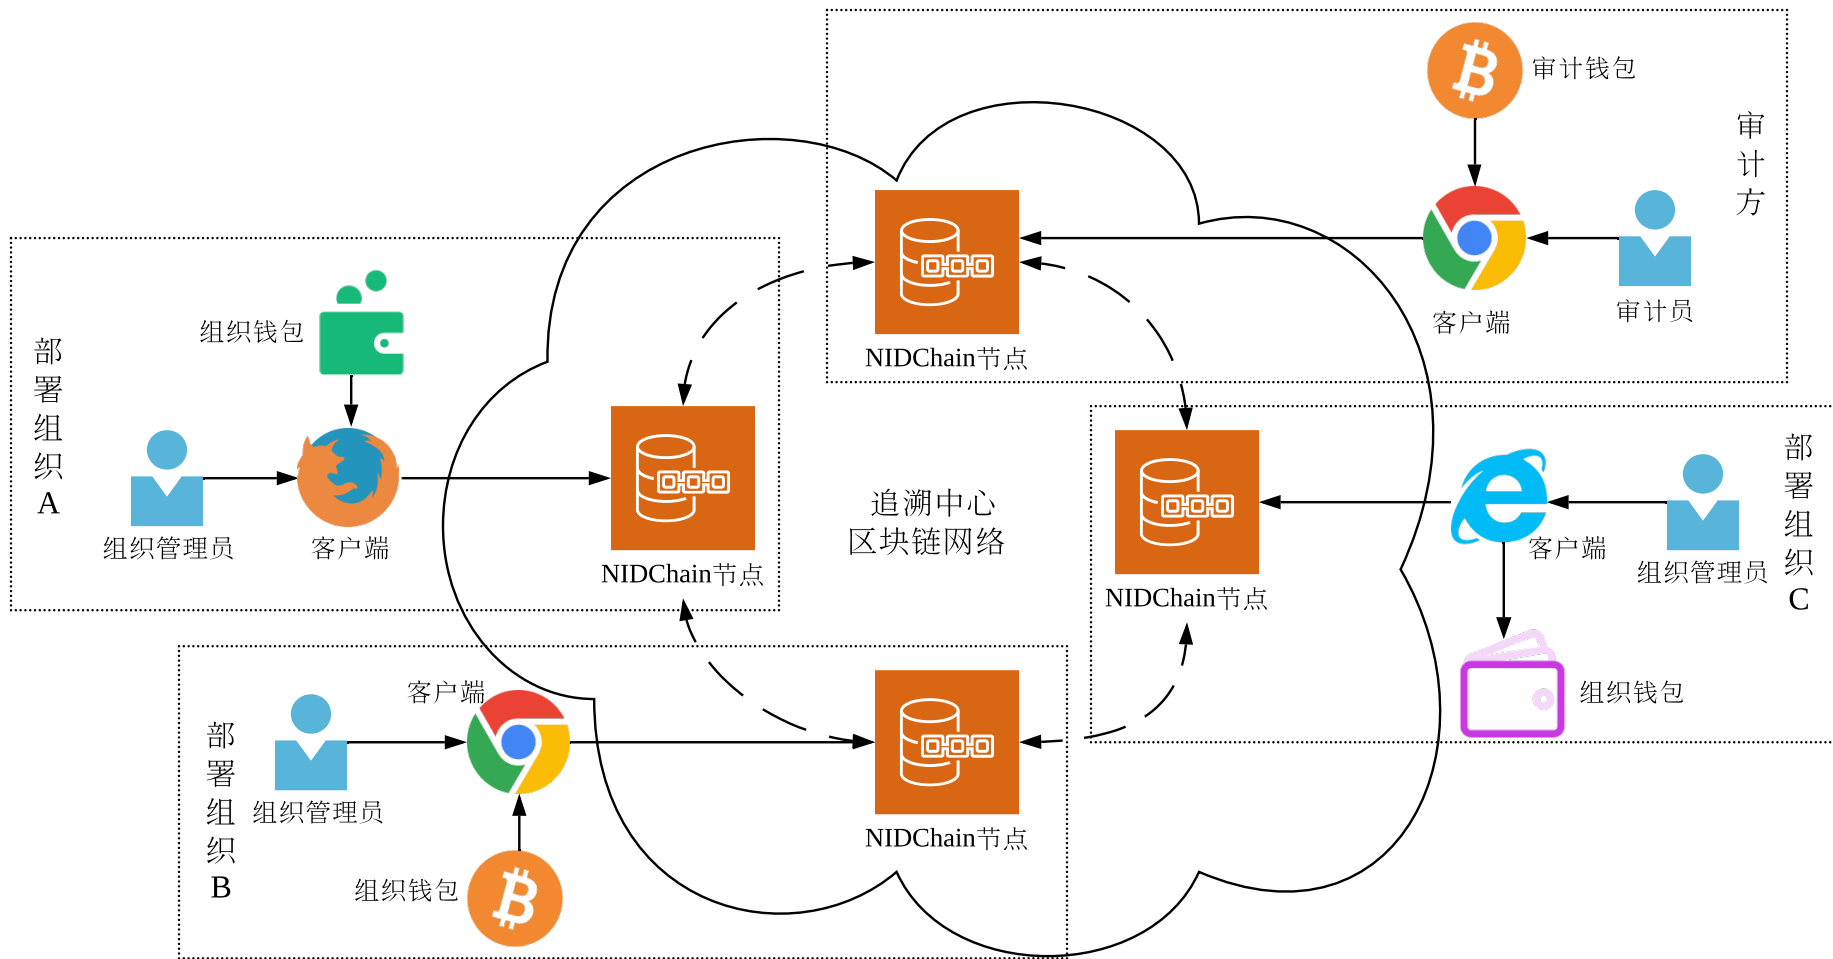 审计钱包
审计方
客户端
审计员
NIDChain节点
部署组织A
组织钱包
组织管理员
客户端
NIDChain节点
追溯中心
区块链网络
部署组织C
客户端
组织管理员
NIDChain节点
组织钱包
部署组织B
客户端
组织管理员
组织钱包
NIDChain节点